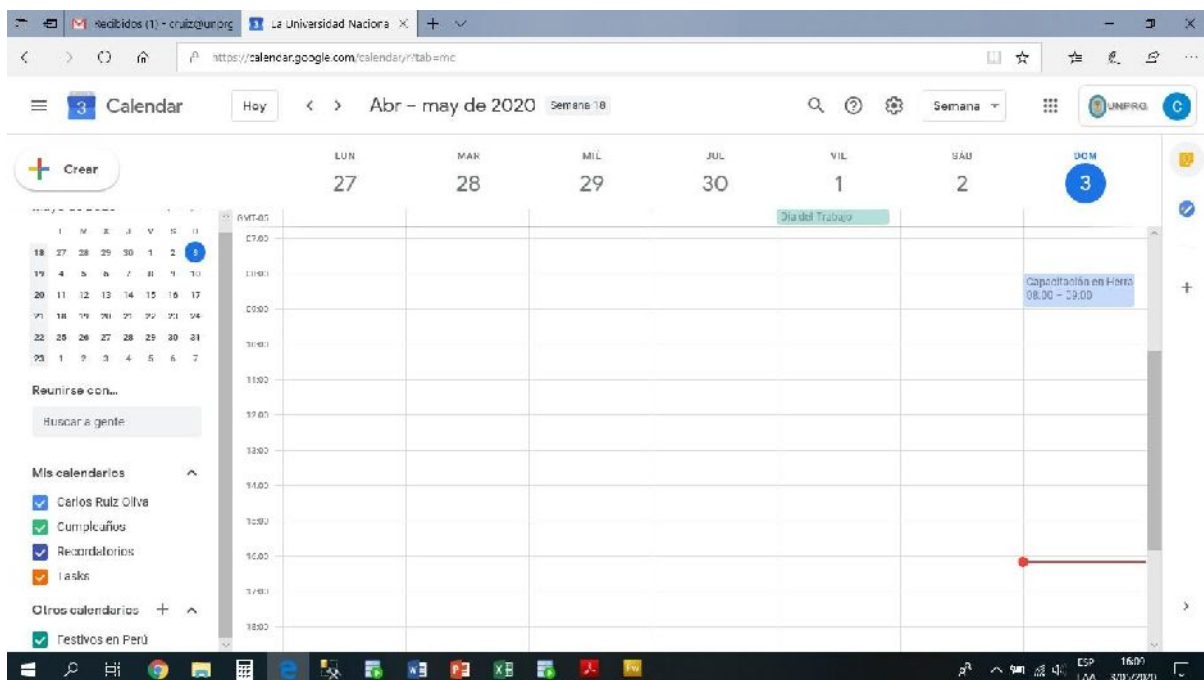 Recibidos (1) - cruiz@unprg
La Universidad Naciona
https://calendar.google.com/calendar/r?tab=mc
Calendar
Hoy
Abr – may de 2020
Semana 18
Semana
UNPRG
C
Crear
LUN MAR MIÉ JUE VIE SÁB DOM
27 28 29 30 1 2 3
GMT-05
Día del Trabajo
L M X J V S D
18 27 28 29 30 1 2 3
19 4 5 6 7 8 9 10
20 11 12 13 14 15 16 17
21 18 19 20 21 22 23 24
22 25 26 27 28 29 30 31
23 1 2 3 4 5 6 7
Reunirse con...
Buscar a gente
Mis calendarios
Carlos Ruiz Oliva
Cumpleaños
Recordatorios
Tasks
Otros calendarios
Festivos en Perú
07:00
08:00
09:00
10:00
11:00
12:00
13:00
14:00
15:00
16:00
17:00
18:00
Capacitación en Herra
08:00 – 09:00
ESP
LAA
16:09
3/05/2020